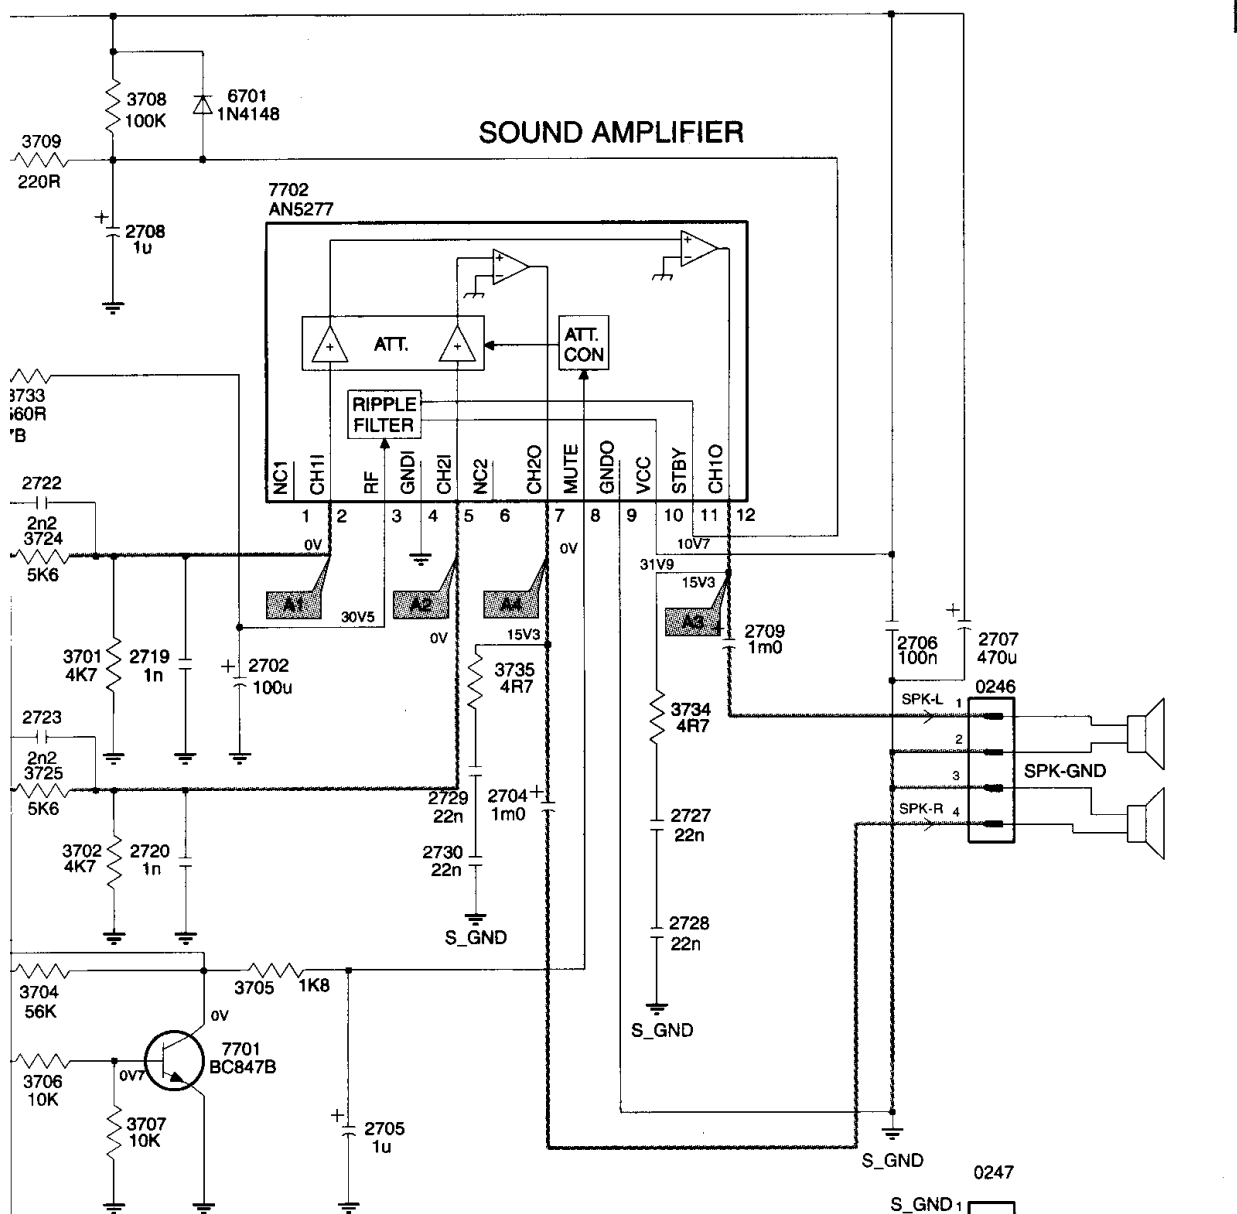 3708
100K
6701
1N4148
3709
220R
SOUND AMPLIFIER
7702
AN5277
+
2708
1u
+
−
+
−
ATT.
+
+
ATT.
CON
RIPPLE
FILTER
3733
560R
NC1
CH1I
RF
GNDI
CH2I
NC2
CH2O
MUTE
GNDO
VCC
STBY
CH1O
1
2
3
4
5
6
7
8
9
10
11
12
2722
2n2
3724
5K6
0V
0V
10V7
31V9
15V3
A1
A2
A4
A3
30V5
0V
15V3
3701
4K7
2719
1n
+
2702
100u
3735
4R7
+
2709
1m0
2706
100n
+
2707
470u
3734
4R7
SPK-L
0246
1
2
3
4
SPK-GND
SPK-R
2723
2n2
3725
5K6
2729
22n
2704
+
1m0
2727
22n
3702
4K7
2720
1n
2730
22n
S_GND
2728
22n
S_GND
3704
56K
3705
1K8
0V
7701
BC847B
0V7
3706
10K
3707
10K
+
2705
1u
S_GND
0247
S_GND
1